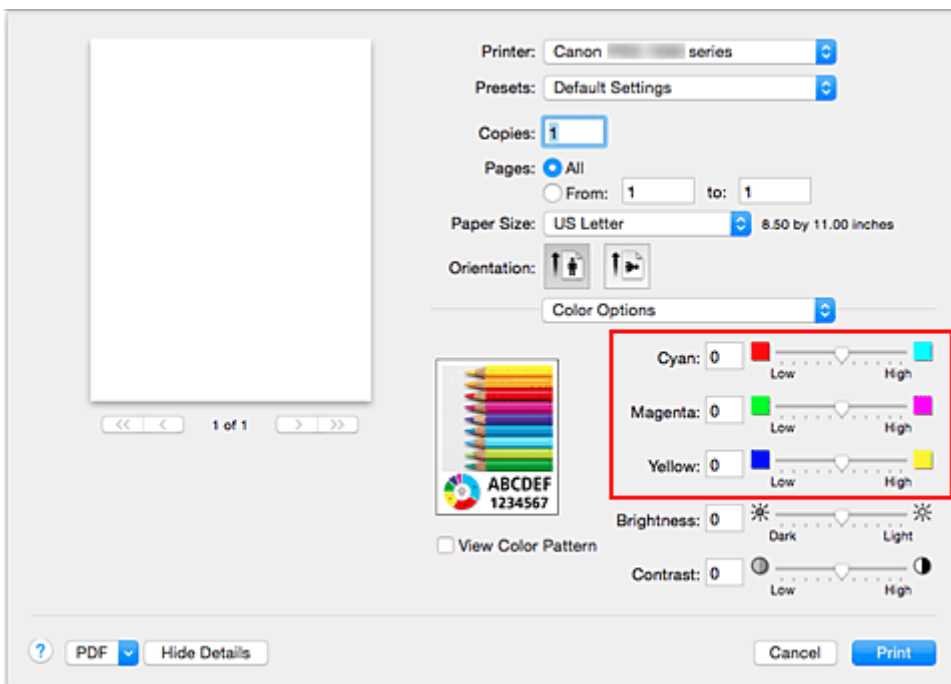 Printer: Canon series
Presets: Default Settings
Copies: 1
Pages: All
From: 1 to: 1
Paper Size: US Letter 8.50 by 11.00 inches
Orientation:
Color Options
Cyan: 0
Low High
Magenta: 0
Low High
Yellow: 0
Low High
Brightness: 0
Dark Light
Contrast: 0
Low High
<< < 1 of 1 > >>
ABCDEF
1234567
View Color Pattern
? PDF Hide Details Cancel Print